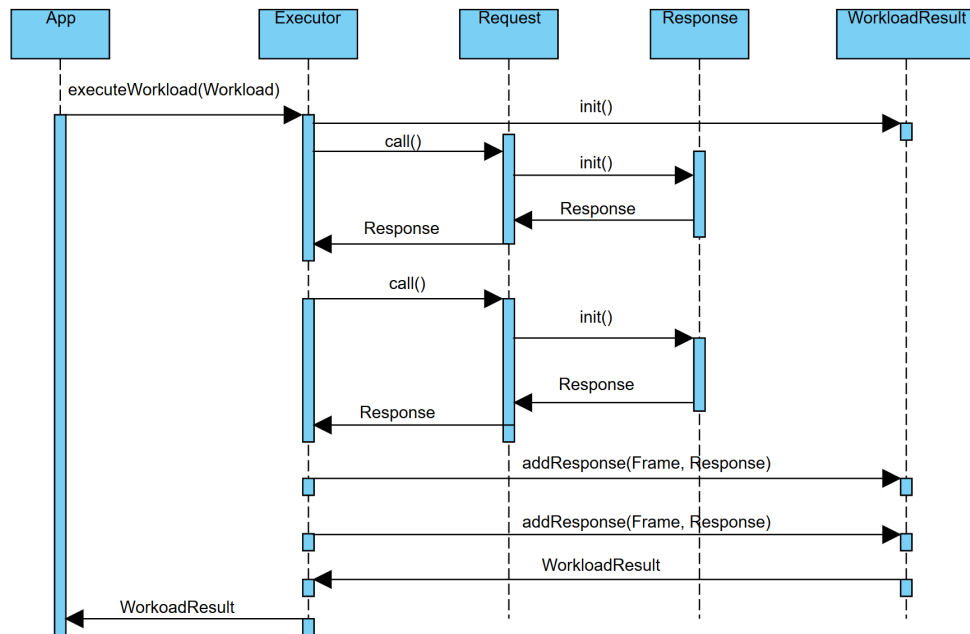 App
Executor
Request
Response
WorkloadResult
executeWorkload(Workload)
init()
call()
init()
Response
Response
call()
init()
Response
Response
addResponse(Frame, Response)
addResponse(Frame, Response)
WorkloadResult
WorkoadResult